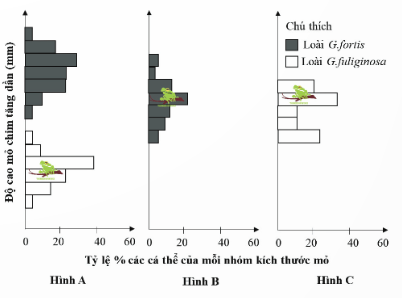 Độ cao mỏ chim tăng dần (mm)
Chú thích
Loài G.fortis
Loài G.fuliginosa
0 20 40 60
0 20 40 60
0 20 40 60
Tỷ lệ % các cá thể của mỗi nhóm kích thước mỏ
Hình A Hình B Hình C